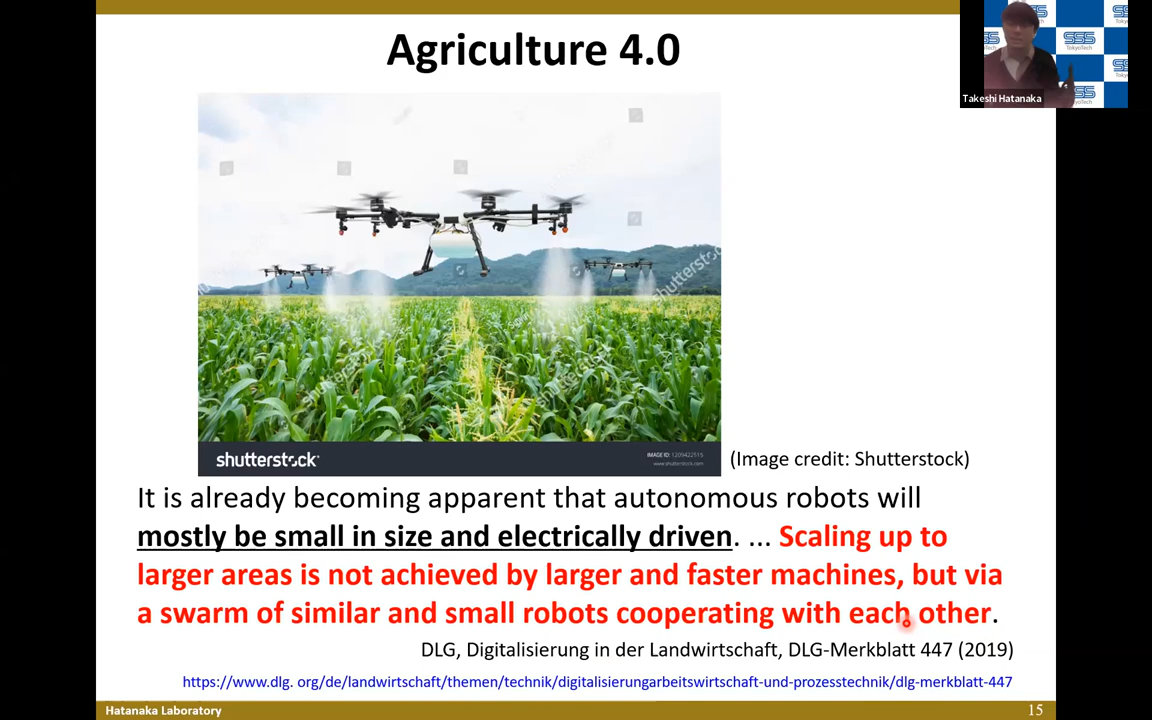 Agriculture 4.0
SSS
TokyoTech
Takeshi Hatanaka
shutterstock
shutterstock
IMAGE ID: 1209422515
www.shutterstock.com
(Image credit: Shutterstock)
It is already becoming apparent that autonomous robots will
mostly be small in size and electrically driven. ... Scaling up to
larger areas is not achieved by larger and faster machines, but via
a swarm of similar and small robots cooperating with each other.
DLG, Digitalisierung in der Landwirtschaft, DLG-Merkblatt 447 (2019)
https://www.dlg. org/de/landwirtschaft/themen/technik/digitalisierungarbeitswirtschaft-und-prozesstechnik/dlg-merkblatt-447
Hatanaka Laboratory
15